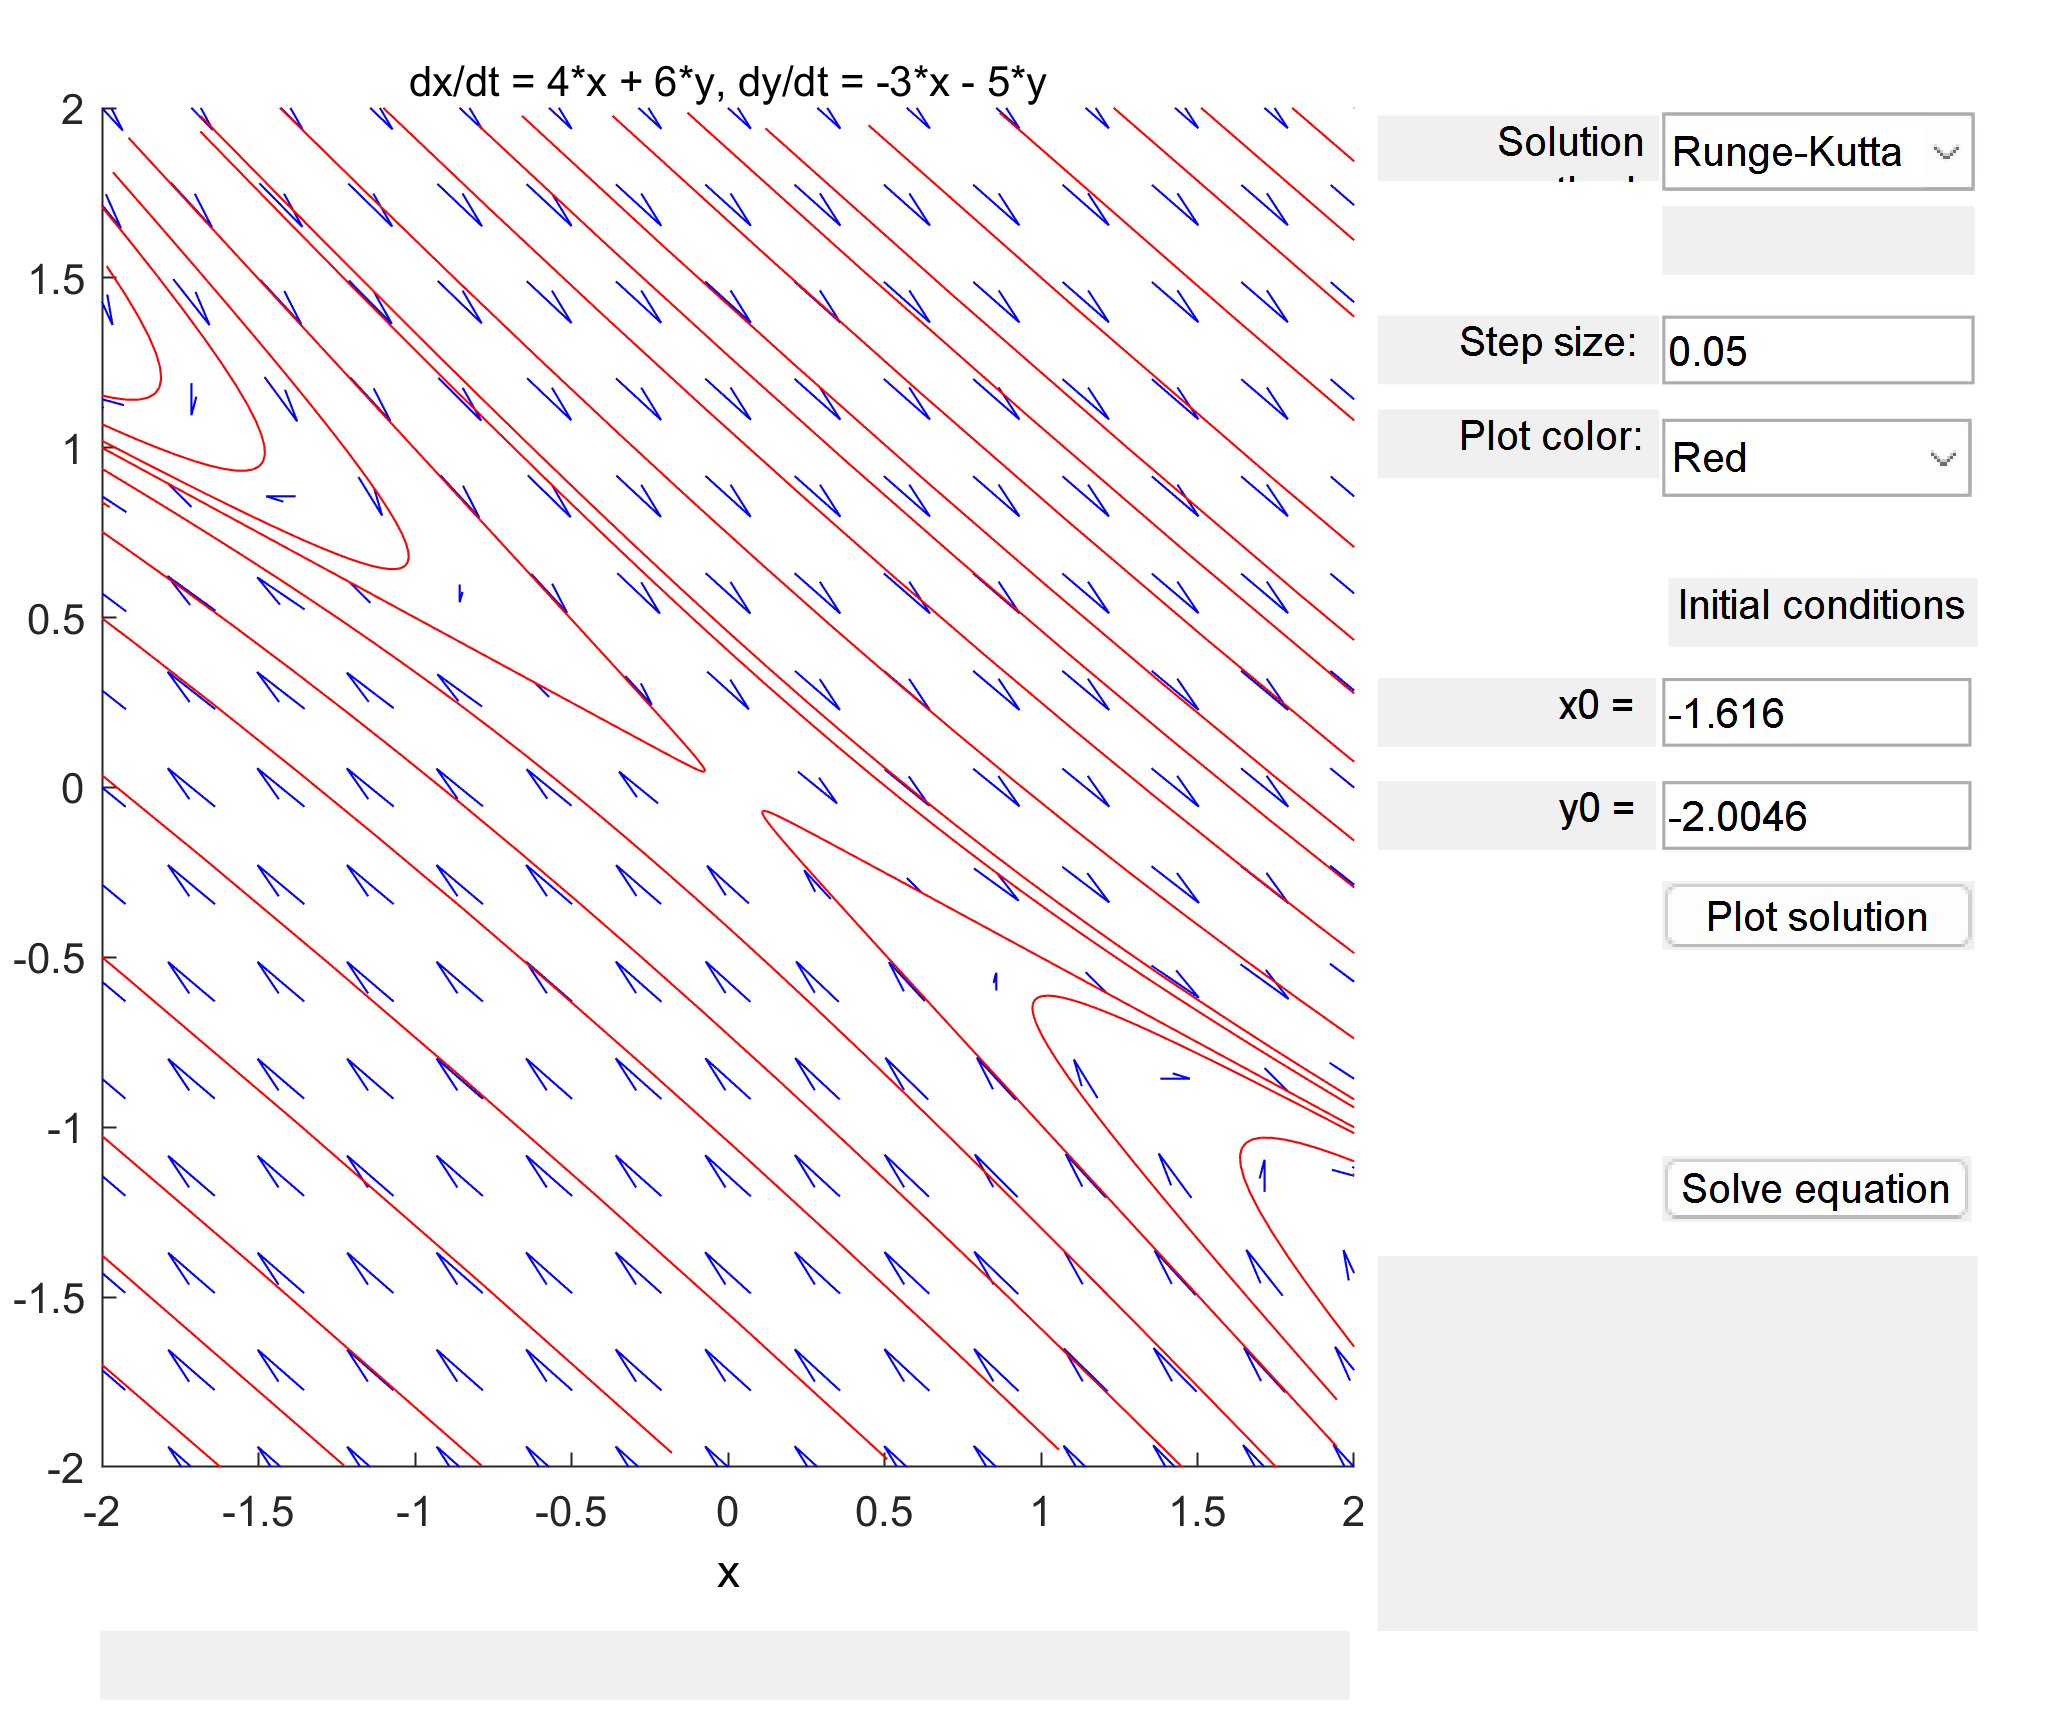 dx/dt = 4*x + 6*y, dy/dt = -3*x - 5*y
2
1.5
1
0.5
0
-0.5
-1
-1.5
-2
-2
-1.5
-1
-0.5
0
0.5
1
1.5
2
x
Solution
Runge-Kutta
Step size:
0.05
Plot color:
Red
Initial conditions
x0 =
-1.616
y0 =
-2.0046
Plot solution
Solve equation